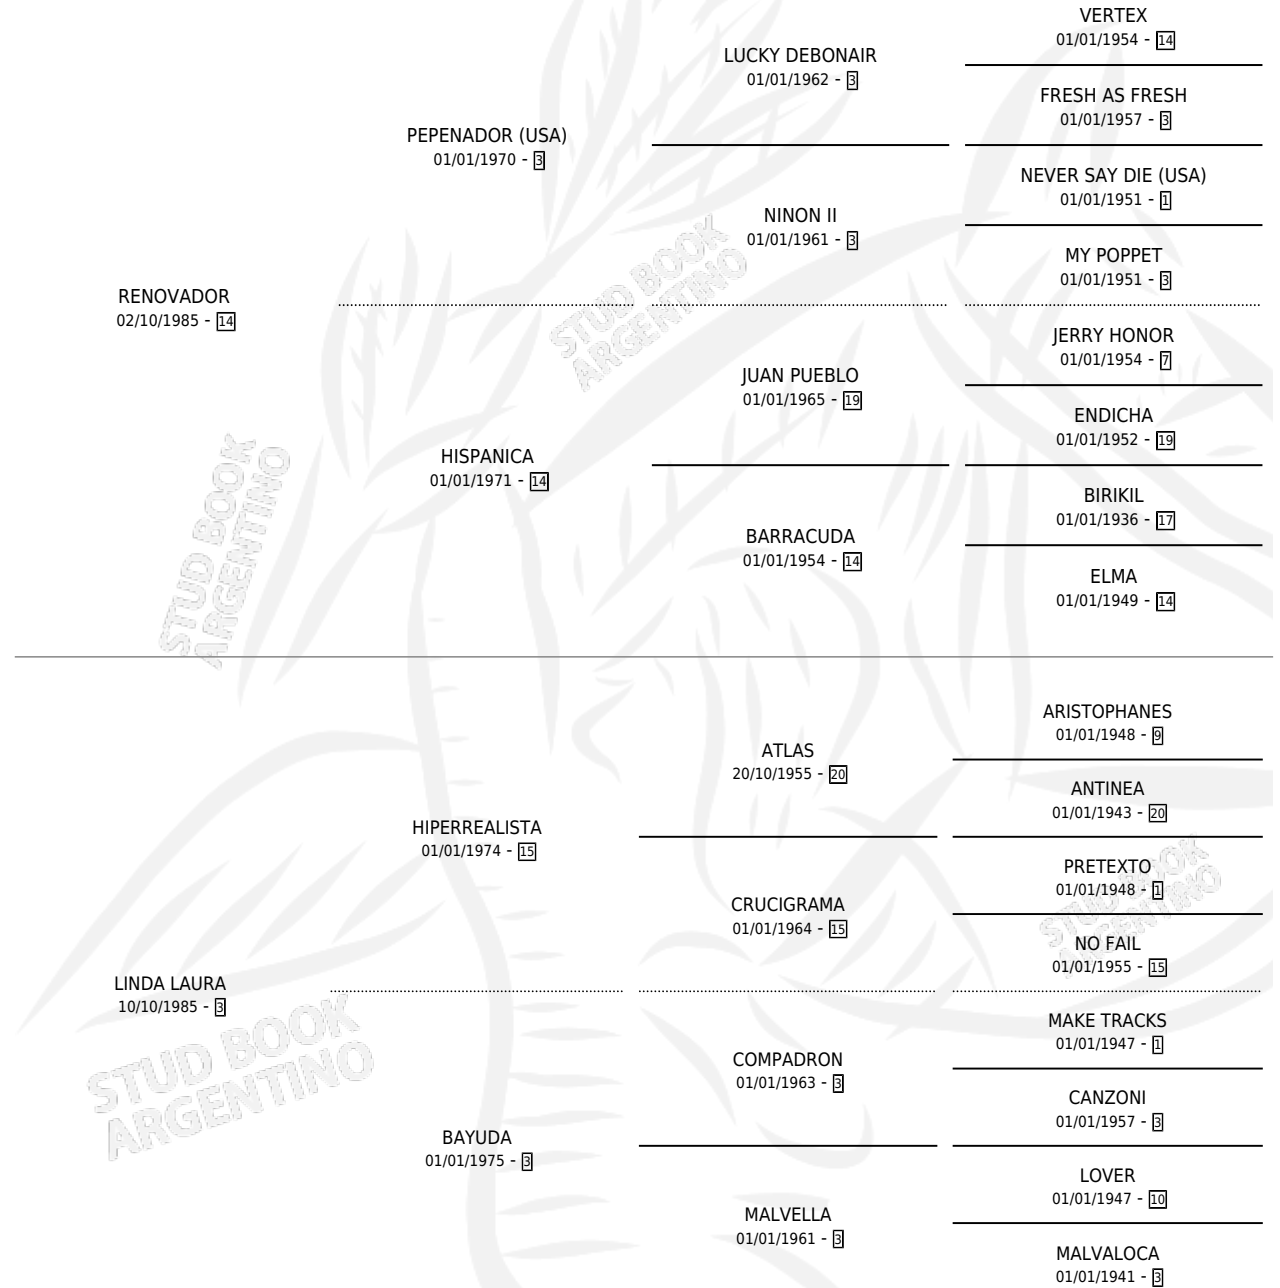 VERTEX
01/01/1954 - 14
LUCKY DEBONAIR
01/01/1962 - 3
FRESH AS FRESH
01/01/1957 - 3
PEPENADOR (USA)
01/01/1970 - 3
NEVER SAY DIE (USA)
01/01/1951 - 1
NINON II
01/01/1961 - 3
MY POPPET
01/01/1951 - 3
STUD BOOK
ARGENTINO
RENOVADOR
02/10/1985 - 14
JERRY HONOR
01/01/1954 - 7
JUAN PUEBLO
01/01/1965 - 19
ENDICHA
01/01/1952 - 19
HISPANICA
01/01/1971 - 14
BIRIKIL
01/01/1936 - 17
BARRACUDA
01/01/1954 - 14
ELMA
01/01/1949 - 14
STUD BOOK
ARGENTINO
ARISTOPHANES
01/01/1948 - 9
ATLAS
20/10/1955 - 20
ANTINEA
01/01/1943 - 20
HIPERREALISTA
01/01/1974 - 15
PRETEXTO
01/01/1948 - 1
CRUCIGRAMA
01/01/1964 - 15
NO FAIL
01/01/1955 - 15
STUD BOOK
ARGENTINO
LINDA LAURA
10/10/1985 - 3
MAKE TRACKS
01/01/1947 - 1
COMPADRON
01/01/1963 - 3
CANZONI
01/01/1957 - 3
STUD BOOK
ARGENTINO
BAYUDA
01/01/1975 - 3
LOVER
01/01/1947 - 10
MALVELLA
01/01/1961 - 3
MALVALOCA
01/01/1941 - 3